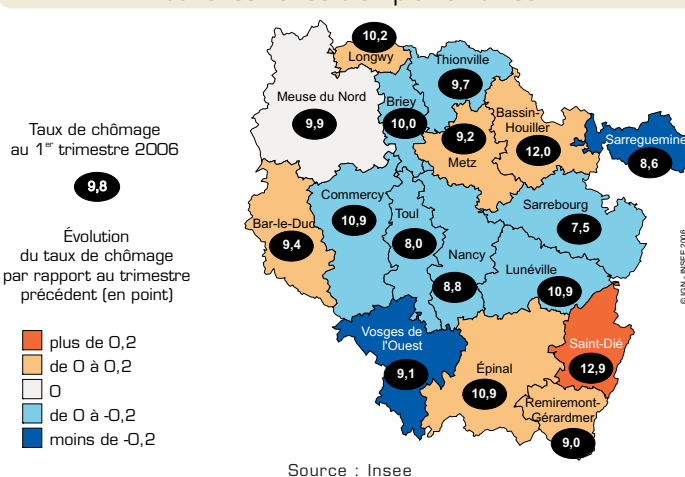 Taux de chômage
au 1er trimestre 2006
9,8
Évolution
du taux de chômage
par rapport au trimestre
précédent (en point)
plus de 0,2
de 0 à 0,2
0
de 0 à -0,2
moins de -0,2
10,2
Longwy
Thionville
9,7
Meuse du Nord
9,9
Briey
10,0
9,2
Metz
Bassin-
Houiller
12,0
Sarreguemine
8,6
Commercy
10,9
Bar-le-Duc
9,4
Toul
8,0
Nancy
8,8
Sarrebourg
7,5
Lunéville
10,9
Vosges de
l'Ouest
9,1
Épinal
10,9
Saint-Dié
12,9
Remiremont-
Gérardmer
9,0
© IGN - INSEE 2006
Source : Insee